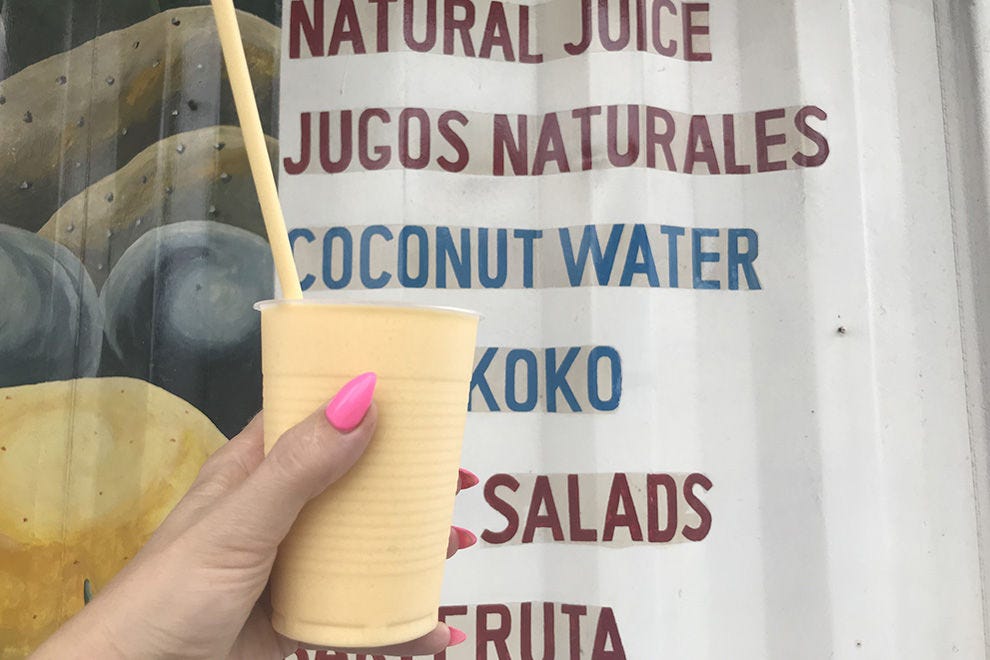 NATURAL JUICE
JUGOS NATURALES
COCONUT WATER
KOKO
SALADS
FRUTA